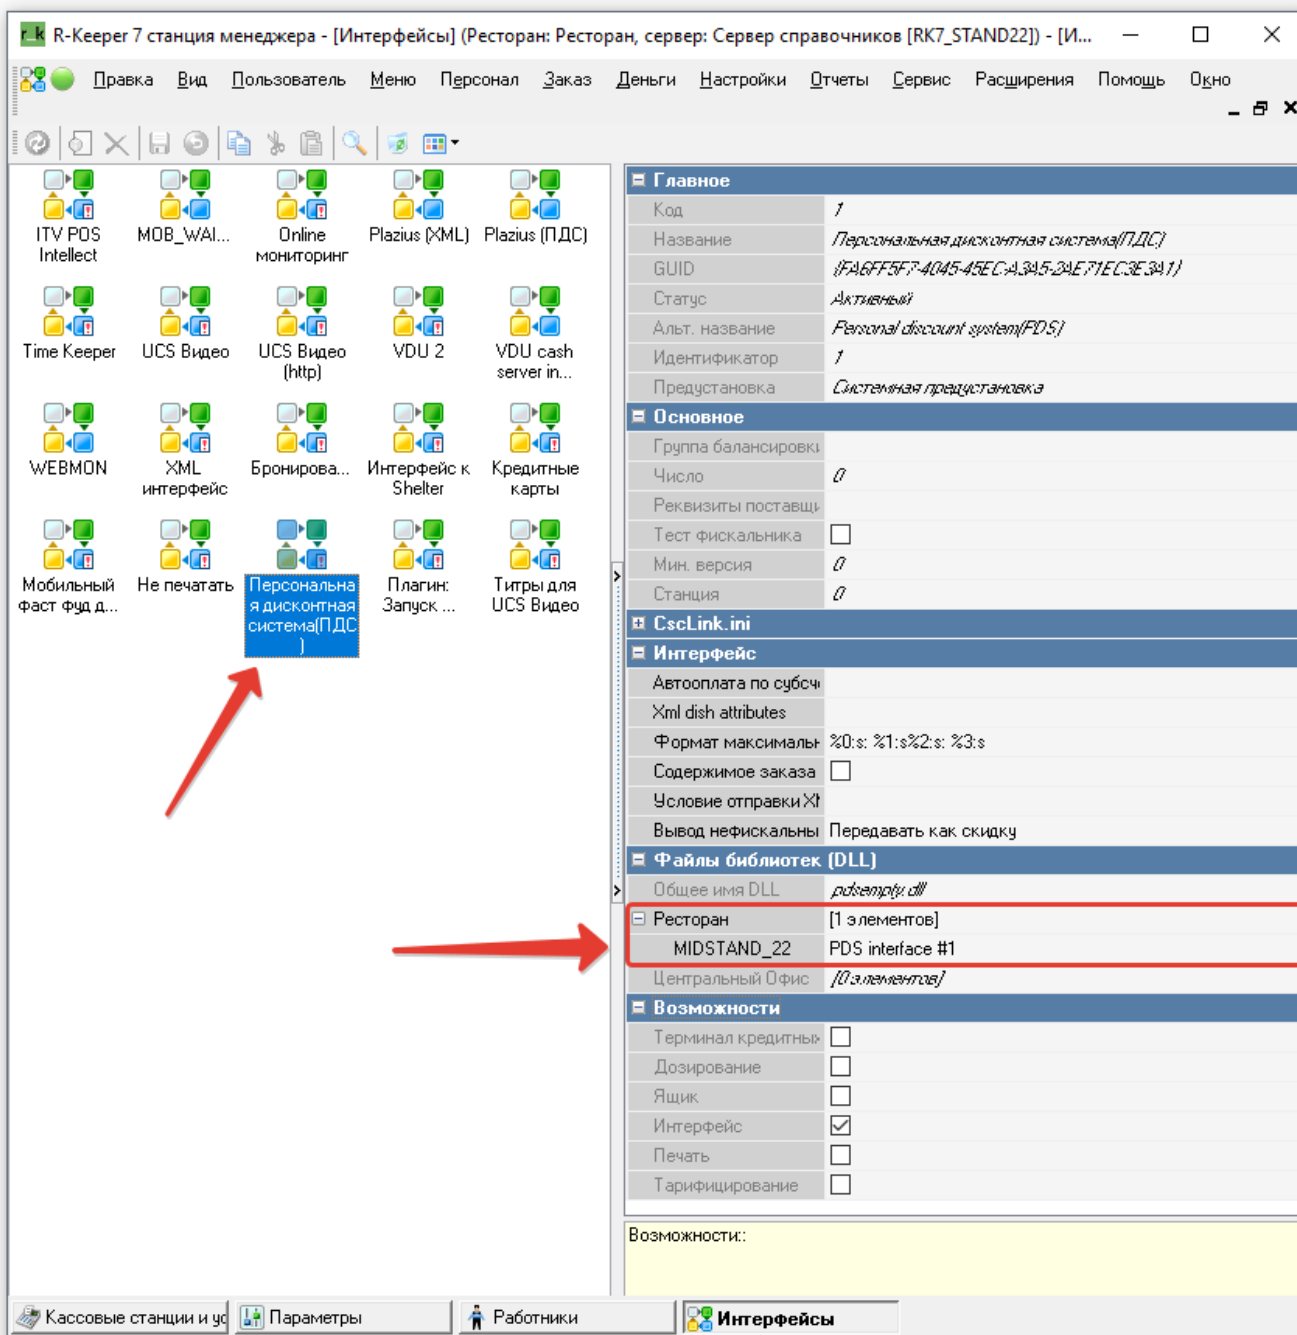 r_k R-Keeper 7 станция менеджера - [Интерфейсы] (Ресторан: Ресторан, сервер: Сервер справочников [RK7_STAND22]) - [И...
Правка Вид Пользователь Меню Персонал Заказ Деньги Настройки Отчеты Сервис Расширения Помощь Окно
ITV POS
Intellect
MOB_WAI...
Online
мониторинг
Plazius (XML)
Plazius (ПДС)
Time Keeper
UCS Видео
UCS Видео
(http)
VDU 2
VDU cash
server in...
WEBMON
XML
интерфейс
Бронирова...
Интерфейс к
Shelter
Кредитные
карты
Мобильный
фаст фуд д...
Не печатать
Персональна
я дисконтная
система(ПДС
)
Плагин:
Запуск ...
Титры для
UCS Видео
Главное
Код 1
Название Персональная дисконтная система(ПДС)
GUID {FA6FF5F7-4045-45EC-A3A5-2AE71EC3E3A1}
Статус Активный
Альт. название Personal discount system(PDS)
Идентификатор 1
Предустановка Системная предустановка
Основное
Группа балансировки
Число 0
Реквизиты поставщи
Тест фискальника
Мин. версия 0
Станция 0
CscLink.ini
Интерфейс
Автооплата по субсч
Xml dish attributes
Формат максималь %0:s: %1:s%2:s: %3:s
Содержимое заказа
Условие отправки XM
Вывод нефискальны Передавать как скидку
Файлы библиотек (DLL)
Общее имя DLL pdsempty.dll
Ресторан [1 элементов]
MIDSTAND_22 PDS interface #1
Центральный Офис [0 элементов]
Возможности
Терминал кредитных
Дозирование
Ящик
Интерфейс
Печать
Тарифицирование
Возможности::
Кассовые станции и ус Параметры Работники Интерфейсы